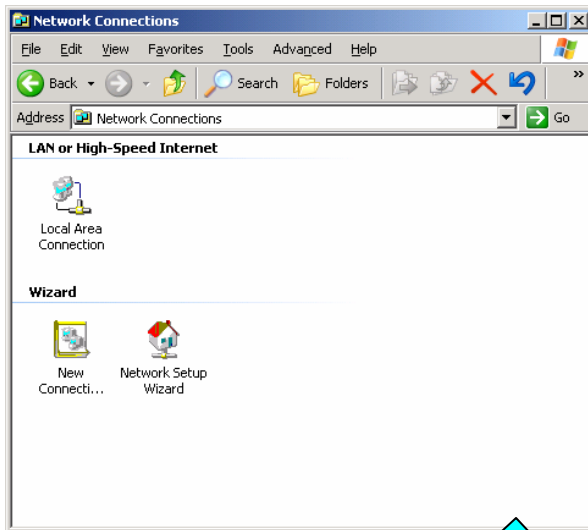 Network Connections
File Edit View Favorites Tools Advanced Help
Back Search Folders »
Address Network Connections Go
LAN or High-Speed Internet
Local Area
Connection
Wizard
New
Connecti...
Network Setup
Wizard